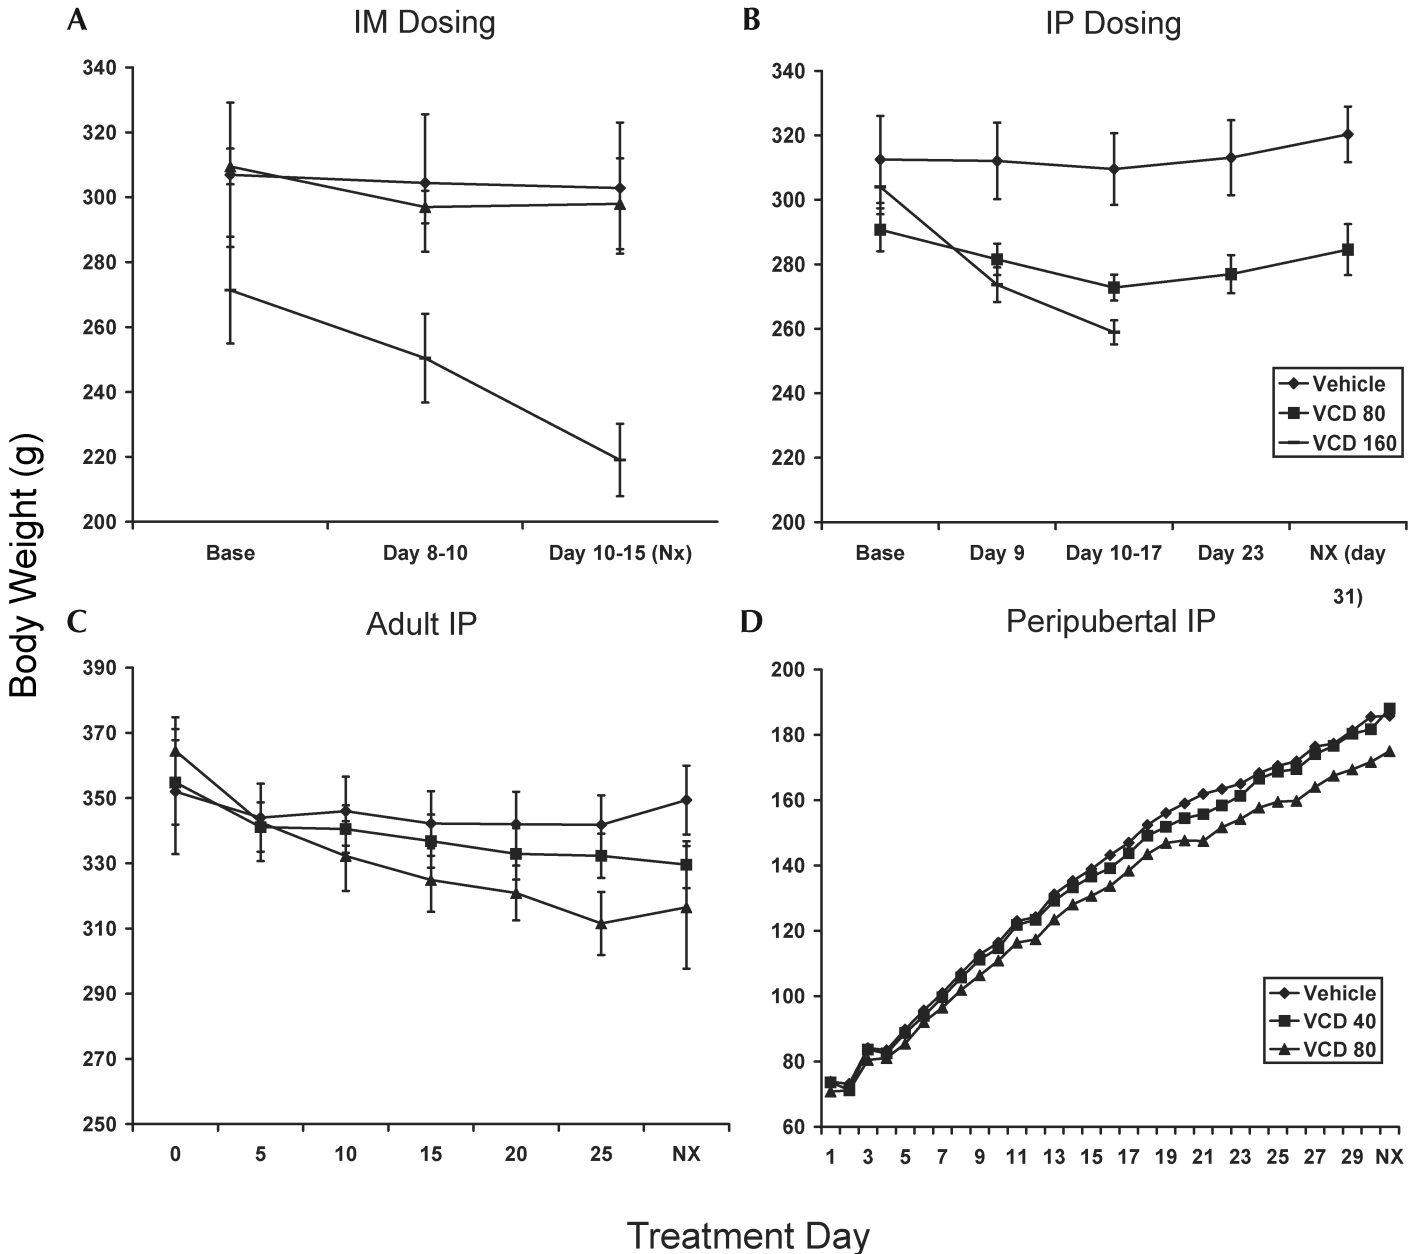 A
IM Dosing
340
320
300
280
260
240
220
200
Base Day 8-10 Day 10-15 (Nx)
B
IP Dosing
340
320
300
280
260
240
220
200
Vehicle
VCD 80
VCD 160
Base Day 9 Day 10-17 Day 23 NX (day
31)
Body Weight (g)
C
Adult IP
390
370
350
330
310
290
270
250
0 5 10 15 20 25 NX
D
Peripubertal IP
200
180
160
140
120
100
80
60
Vehicle
VCD 40
VCD 80
1 3 5 7 9 11 13 15 17 19 21 23 25 27 29 NX
Treatment Day